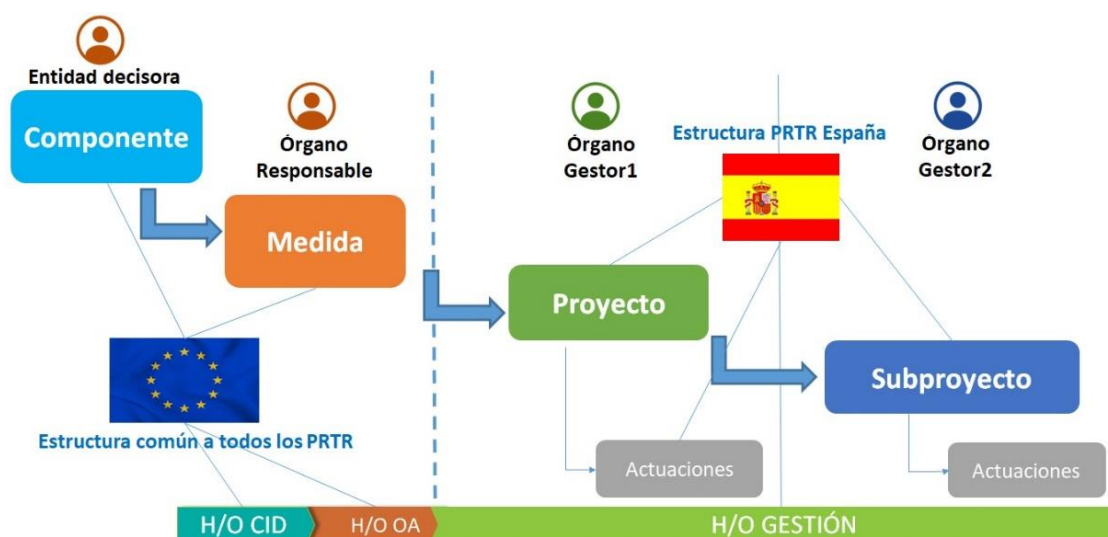 Entidad decisora
Componente
Órgano
Responsable
Medida
Estructura común a todos los PRTR
Órgano
Gestor1
Estructura PRTR España
Órgano
Gestor2
Proyecto
Subproyecto
Actuaciones
Actuaciones
H/O CID
H/O OA
H/O GESTIÓN